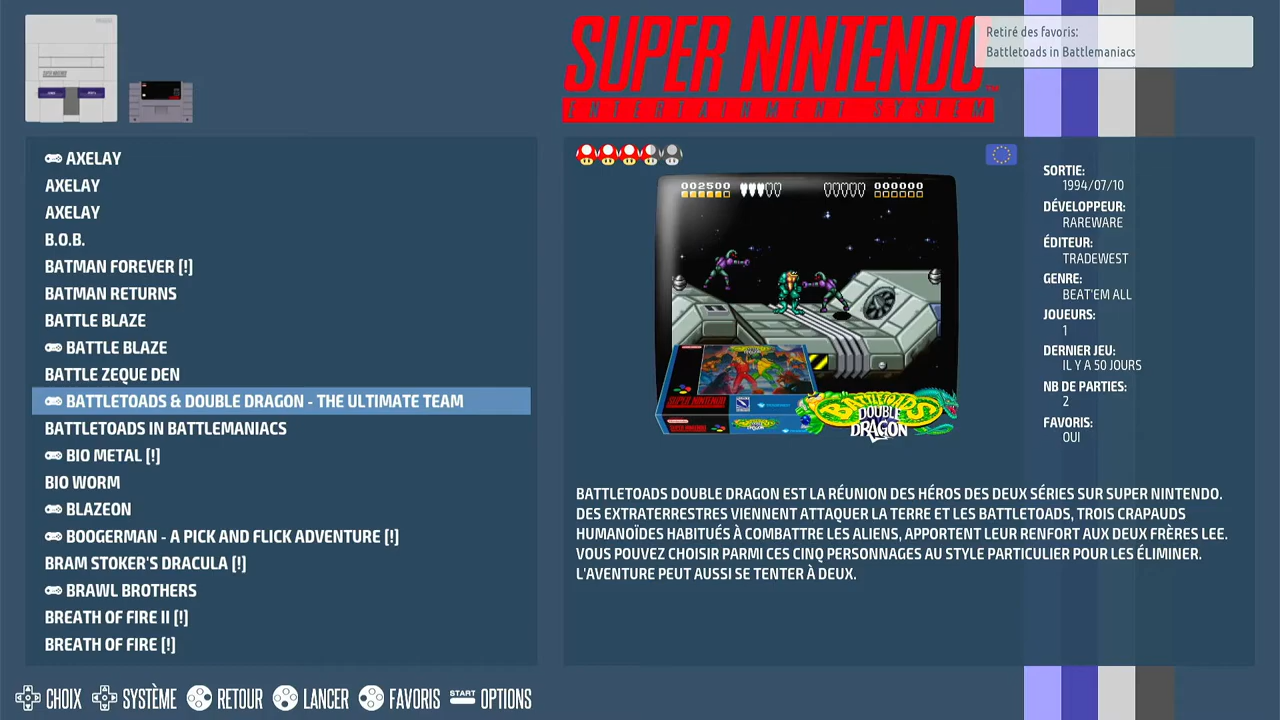 SUPER NINTENDO
ENTERTAINMENT SYSTEM
Retiré des favoris:
Battletoads in Battlemaniacs
AXELAY
AXELAY
AXELAY
B.O.B.
BATMAN FOREVER [!]
BATMAN RETURNS
BATTLE BLAZE
BATTLE BLAZE
BATTLE ZEQUE DEN
BATTLETOADS & DOUBLE DRAGON - THE ULTIMATE TEAM
BATTLETOADS IN BATTLEMANIACS
BIO METAL [!]
BIO WORM
BLAZEON
BOOGERMAN - A PICK AND FLICK ADVENTURE [!]
BRAM STOKER'S DRACULA [!]
BRAWL BROTHERS
BREATH OF FIRE II [!]
BREATH OF FIRE [!]
002500 000000
SUPER NINTENDO
BATTLETOADS
DOUBLE
DRAGON
SORTIE:
1994/07/10
DÉVELOPPEUR:
RAREWARE
ÉDITEUR:
TRADEWEST
GENRE:
BEAT'EM ALL
JOUEURS:
1
DERNIER JEU:
IL Y A 50 JOURS
NB DE PARTIES:
2
FAVORIS:
OUI
BATTLETOADS DOUBLE DRAGON EST LA RÉUNION DES HÉROS DES DEUX SÉRIES SUR SUPER NINTENDO.
DES EXTRATERRESTRES VIENNENT ATTAQUER LA TERRE ET LES BATTLETOADS, TROIS CRAPAUDS
HUMANOÏDES HABITUÉS À COMBATTRE LES ALIENS, APPORTENT LEUR RENFORT AUX DEUX FRÈRES LEE.
VOUS POUVEZ CHOISIR PARMI CES CINQ PERSONNAGES AU STYLE PARTICULIER POUR LES ÉLIMINER.
L'AVENTURE PEUT AUSSI SE TENTER À DEUX.
CHOIX SYSTÈME RETOUR LANCER FAVORIS START OPTIONS